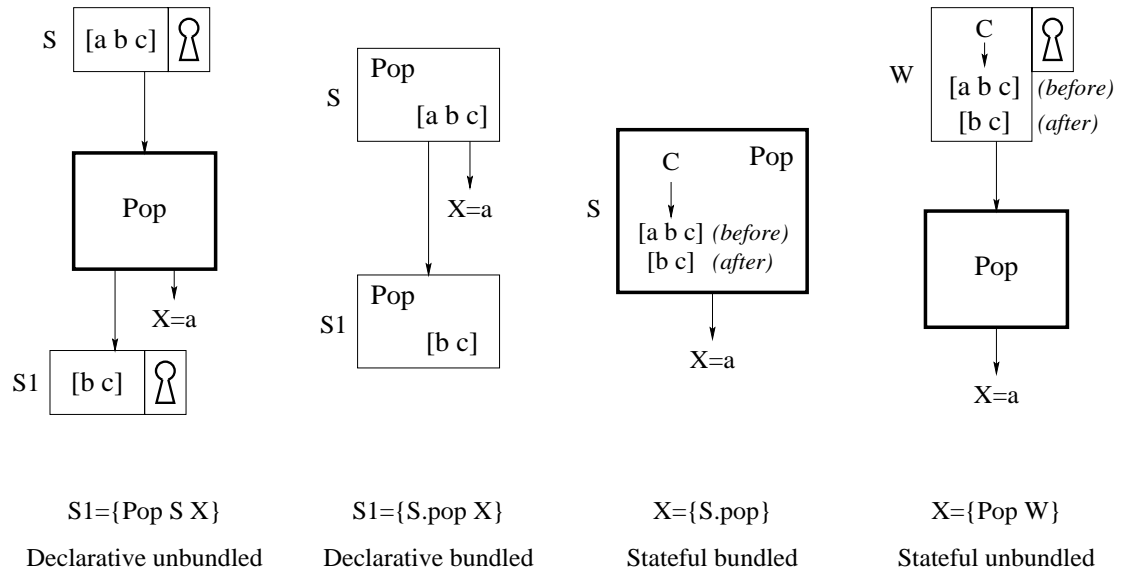 S
[a b c]
Pop
X=a
S1
[b c]
S1={Pop S X}
Declarative unbundled
Pop
S
[a b c]
X=a
Pop
S1
[b c]
S1={S.pop X}
Declarative bundled
C
Pop
S
[a b c] (before)
[b c] (after)
X=a
X={S.pop}
Stateful bundled
C
W
[a b c] (before)
[b c] (after)
Pop
X=a
X={Pop W}
Stateful unbundled